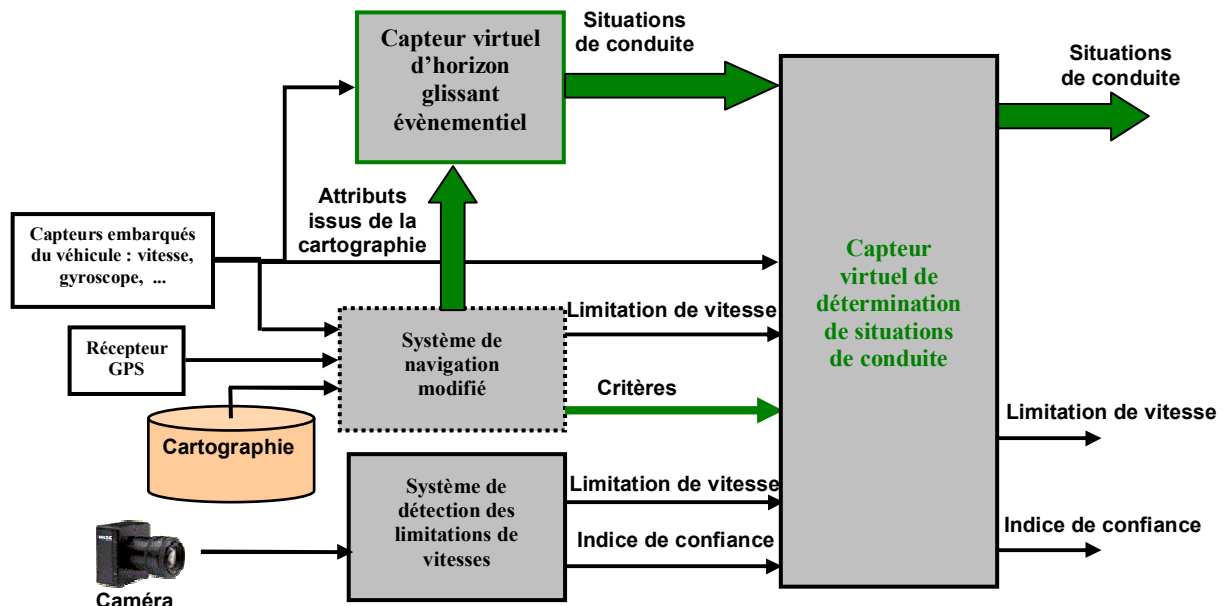 Capteur virtuel
d'horizon
glissant
évènementiel
Situations
de conduite
Situations
de conduite
Attributs
issus de la
cartographie
Capteurs embarqués
du véhicule : vitesse,
gyroscope, ...
Capteur
virtuel de
détermination
de situations
de conduite
Récepteur
GPS
Système de
navigation
modifié
Limitation de vitesse
Critères
Cartographie
Limitation de vitesse
Système de
détection des
limitations de
vitesses
Limitation de vitesse
Indice de confiance
Indice de confiance
Caméra